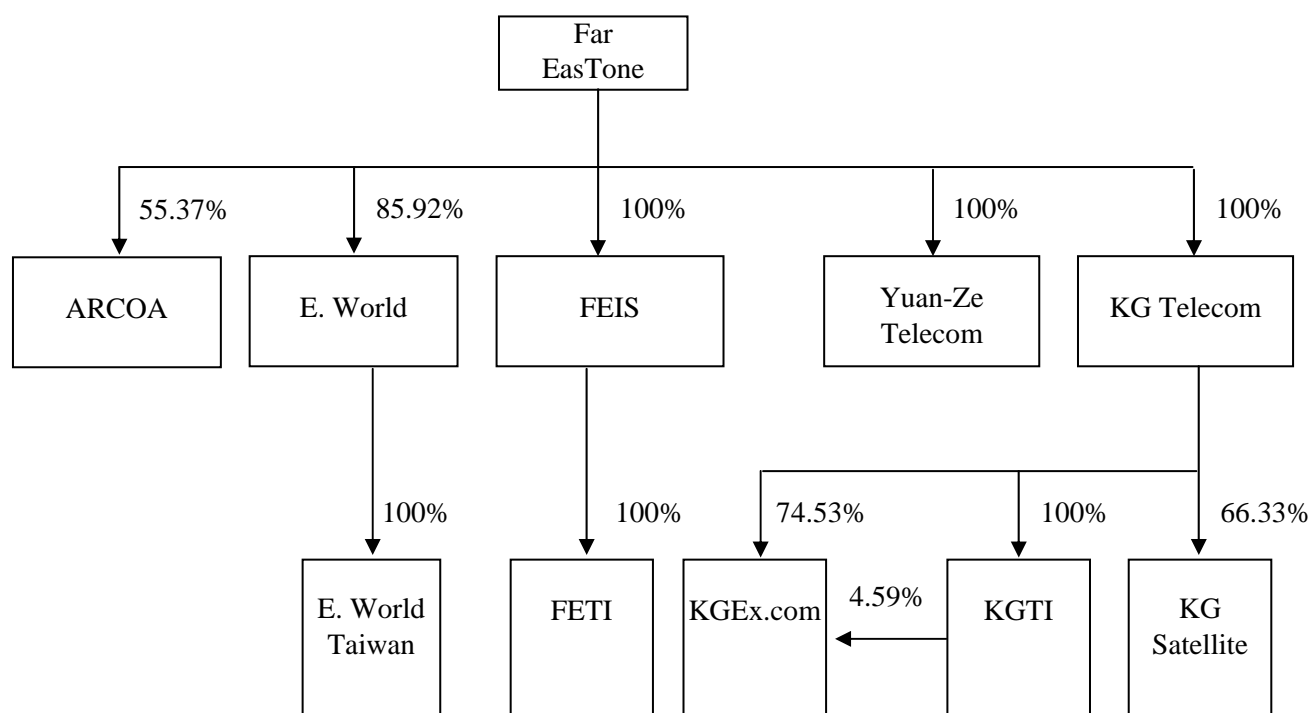 Far
EasTone
55.37%
85.92%
100%
100%
100%
ARCOA
E. World
FEIS
Yuan-Ze
Telecom
KG Telecom
100%
100%
74.53%
100%
66.33%
E. World
Taiwan
FETI
KGEx.com
4.59%
KGTI
KG
Satellite